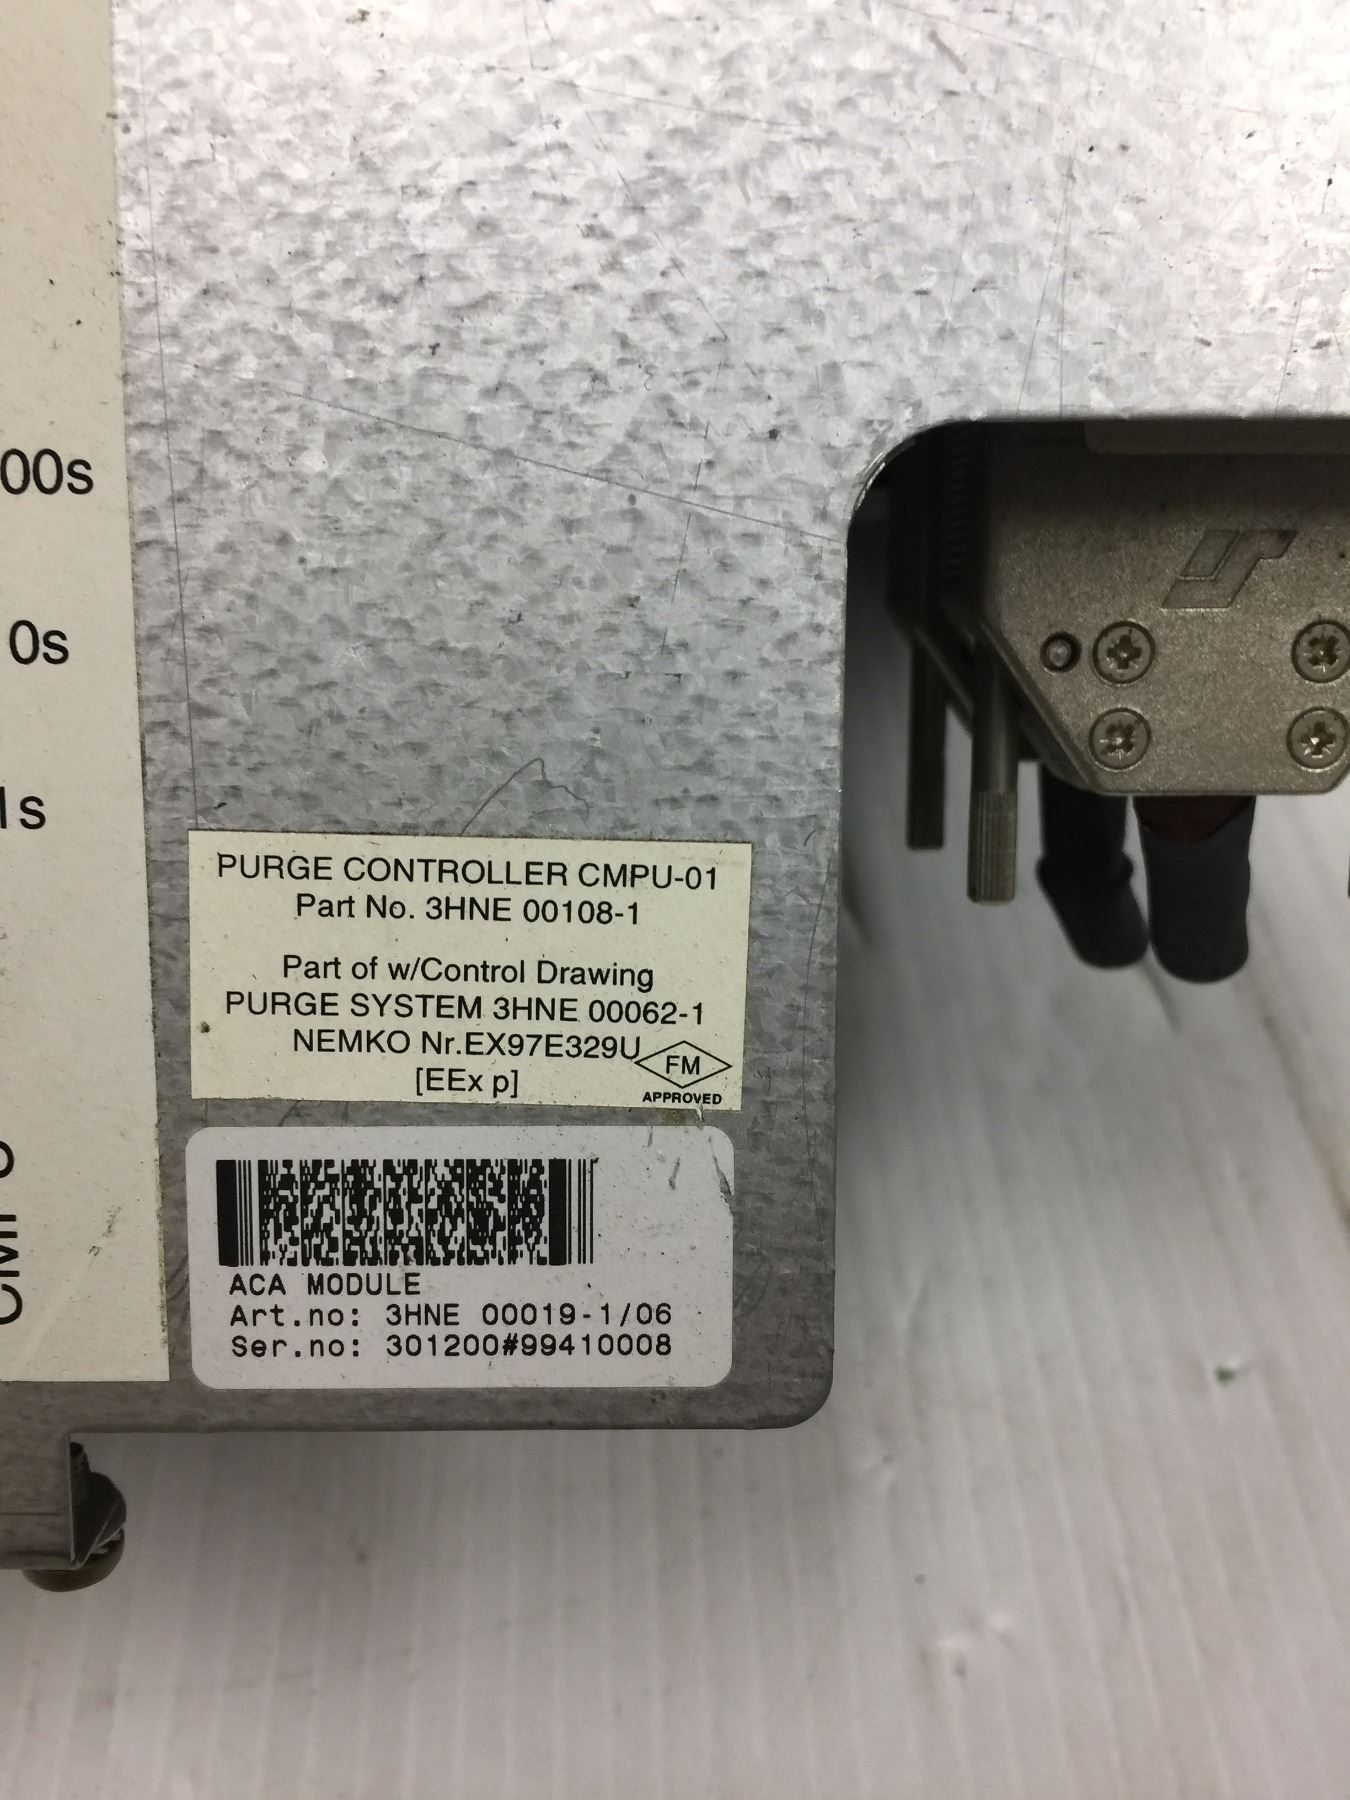 00s
0s
1s
PURGE CONTROLLER CMPU-01
Part No. 3HNE 00108-1
Part of w/Control Drawing
PURGE SYSTEM 3HNE 00062-1
NEMKO Nr.EX97E329U
[EEx p]
FM
APPROVED
ACA MODULE
Art.no: 3HNE 00019-1/06
Ser.no: 301200#99410008